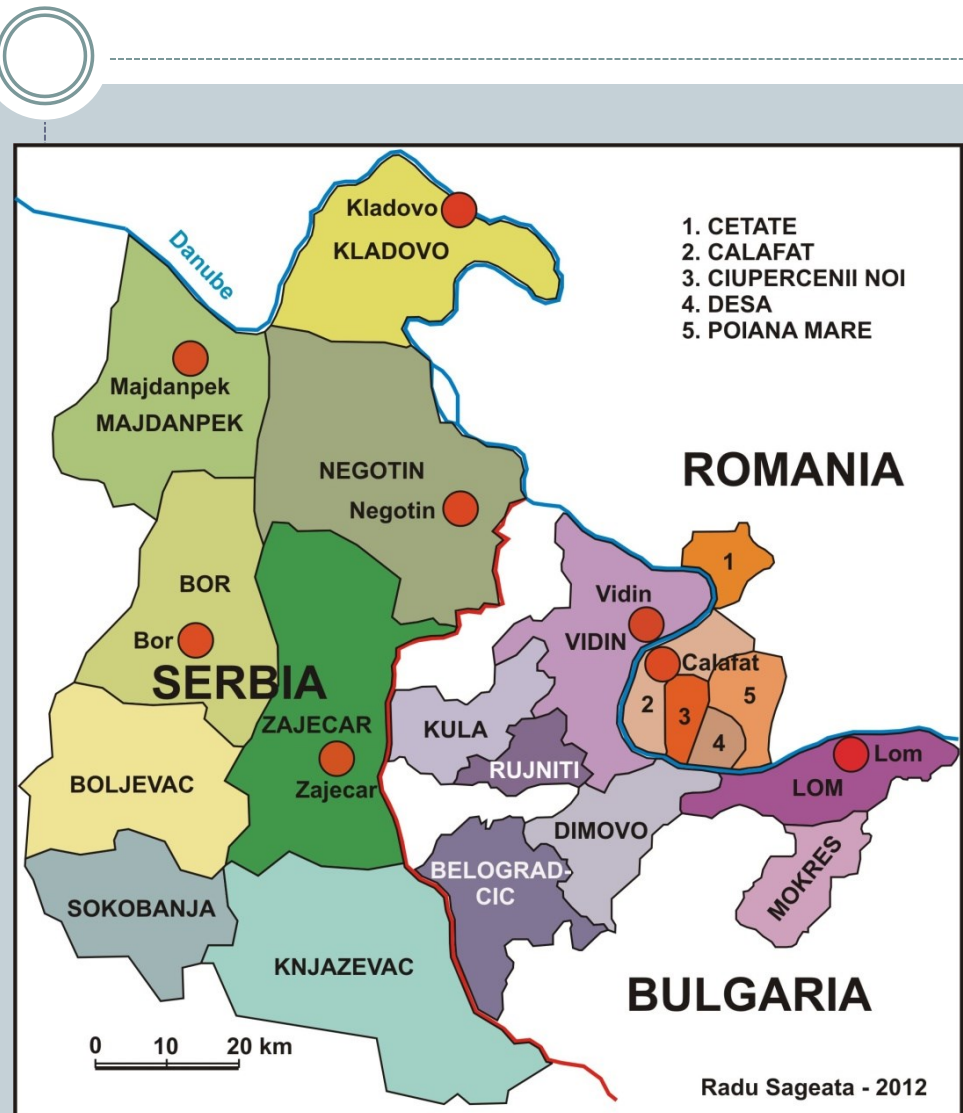 Kladovo
KLADOVO
Danube
1. CETATE
2. CALAFAT
3. CIUPERCENII NOI
4. DESA
5. POIANA MARE
Majdanpek
MAJDANPEK
NEGOTIN
Negotin
ROMANIA
1
BOR
Bor
Vidin
VIDIN
Calafat
SERBIA
2
3
4
5
ZAJECAR
Zajecar
KULA
RUJNITI
Lom
LOM
BOLJEVAC
DIMOVO
BELOGRAD-
CIC
MOKRES
SOKOBANJA
KNJAZEVAC
BULGARIA
0 10 20 km
Radu Sageata - 2012